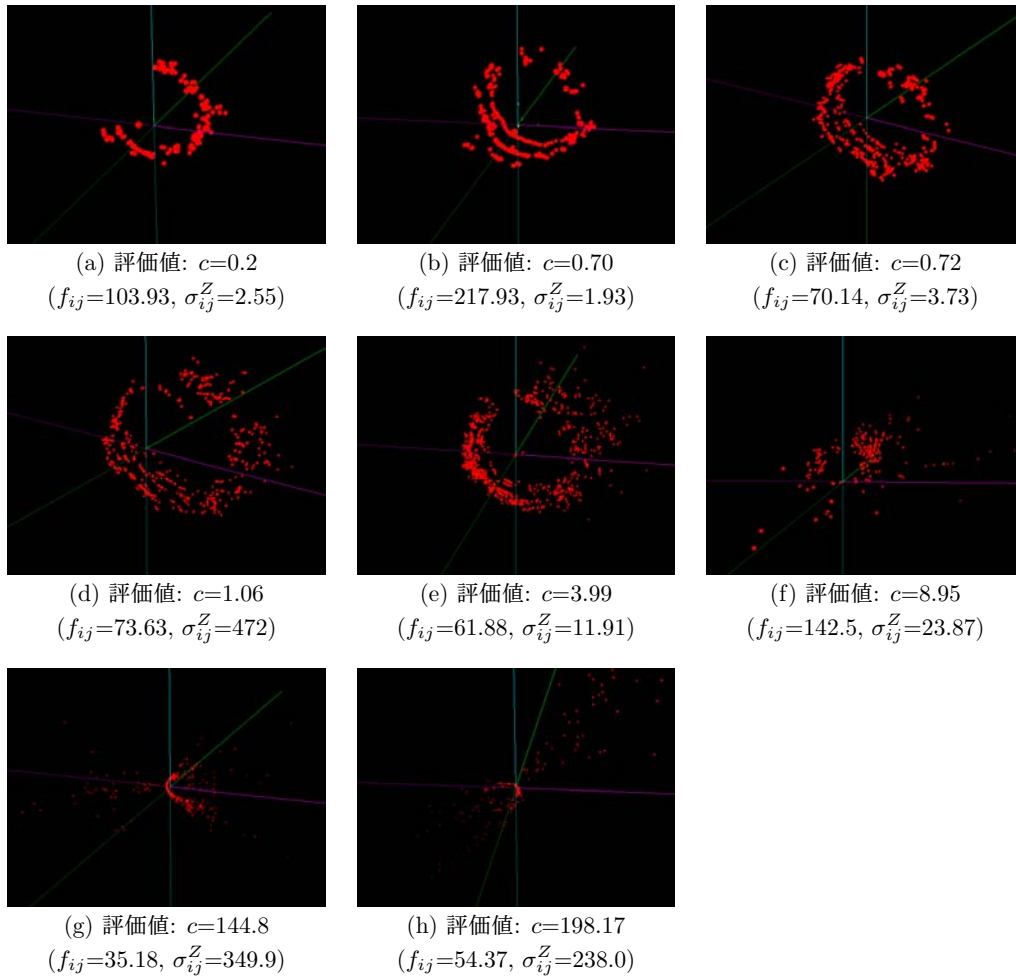 (a) 評価値: c=0.2
(f_{ij}=103.93, σ^Z_{ij}=2.55)
(b) 評価値: c=0.70
(f_{ij}=217.93, σ^Z_{ij}=1.93)
(c) 評価値: c=0.72
(f_{ij}=70.14, σ^Z_{ij}=3.73)
(d) 評価値: c=1.06
(f_{ij}=73.63, σ^Z_{ij}=472)
(e) 評価値: c=3.99
(f_{ij}=61.88, σ^Z_{ij}=11.91)
(f) 評価値: c=8.95
(f_{ij}=142.5, σ^Z_{ij}=23.87)
(g) 評価値: c=144.8
(f_{ij}=35.18, σ^Z_{ij}=349.9)
(h) 評価値: c=198.17
(f_{ij}=54.37, σ^Z_{ij}=238.0)